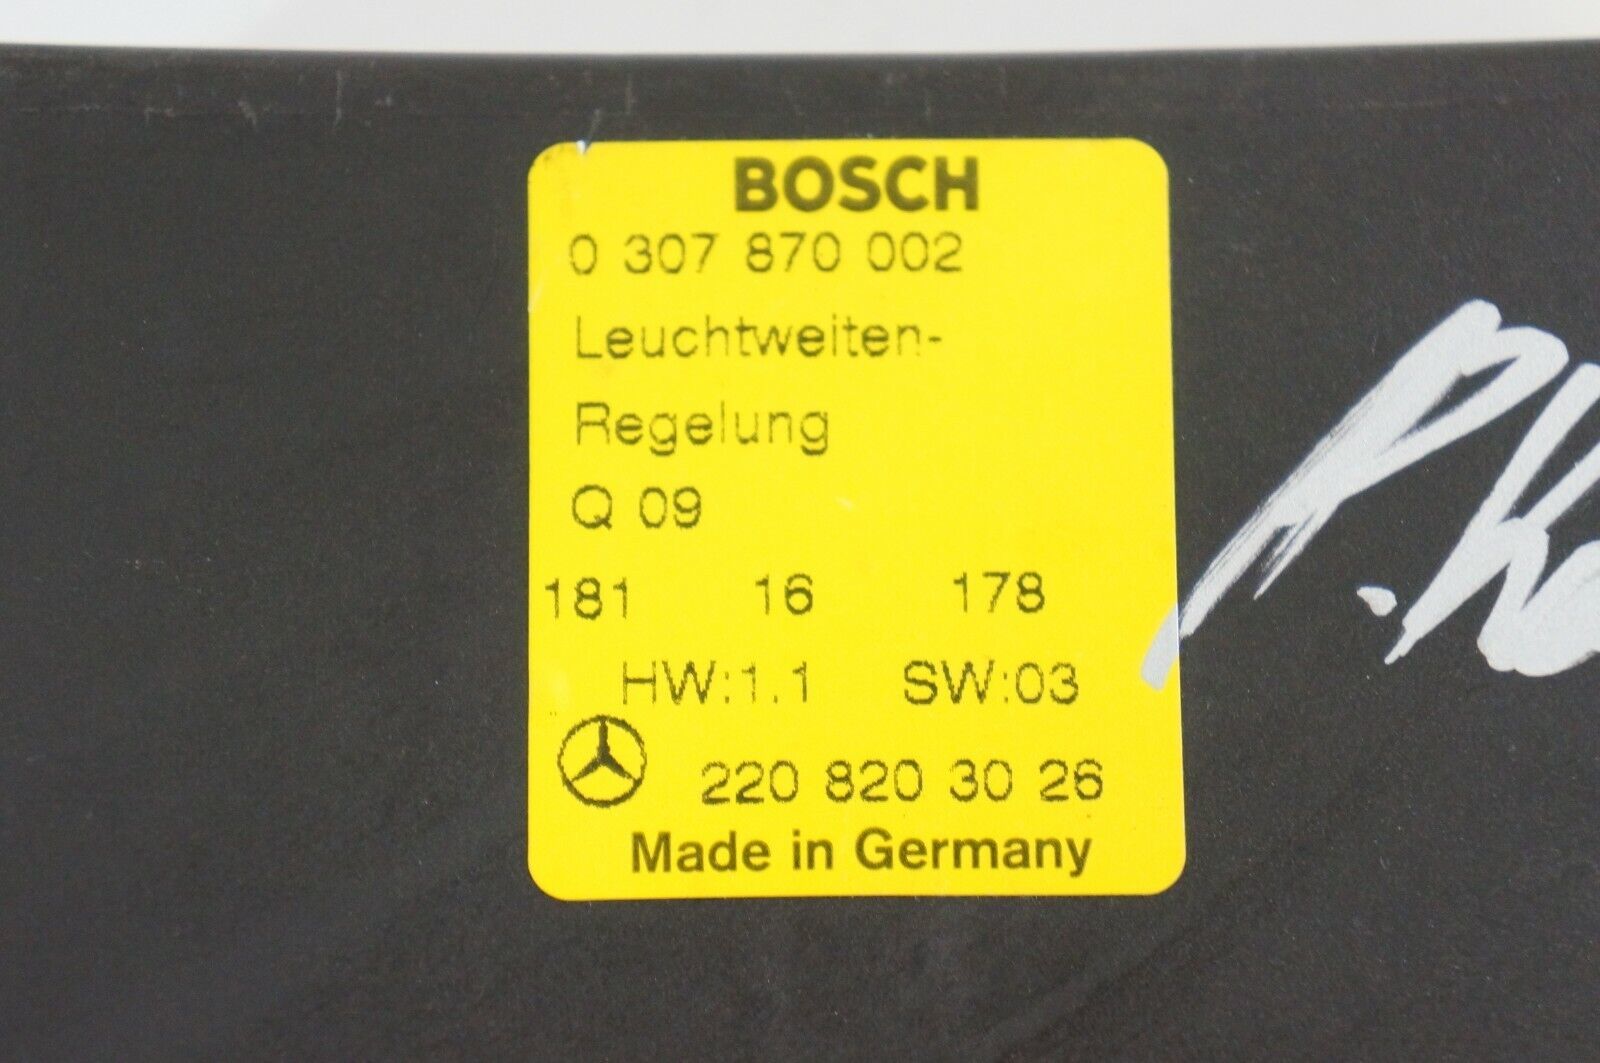 BOSCH
0 307 870 002
Leuchtweiten-
Regelung
Q 09
181 16 178
HW:1.1 SW:03
220 820 30 26
Made in Germany